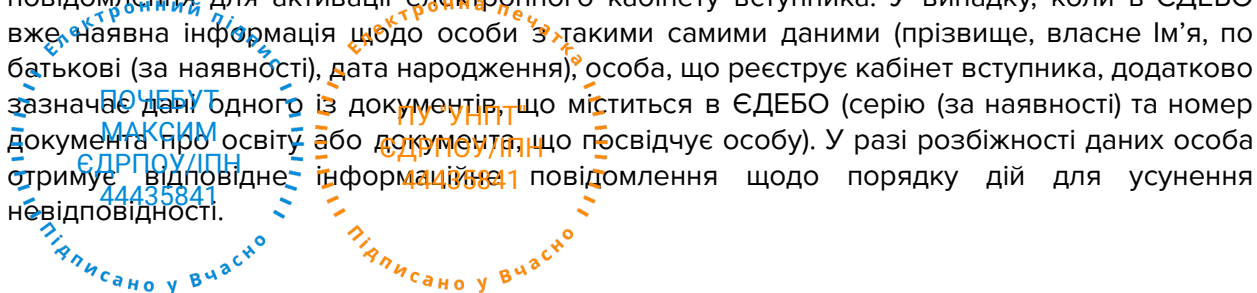 повідомлення для активації електронного кабінету вступника. У випадку, коли в ЄДЕБО
вже наявна інформація щодо особи з такими самими даними (прізвище, власне Ім'я, по
батькові (за наявності), дата народження), особа, що реєструє кабінет вступника, додатково
зазначає дані одного із документів, що міститься в ЄДЕБО (серію (за наявності) та номер
документа про освіту або документа, що посвідчує особу). У разі розбіжності даних особа
отримує відповідне інформаційне повідомлення щодо порядку дій для усунення
невідповідності.
Електронний підпис
ПОЧЕБУТ
МАКСИМ
ЄДРПОУ/ІПН
44435841
Підписано у Вчасно
Електронна печатка
ПУ "УНПТ"
ЄДРПОУ/ІПН
44435841
Підписано у Вчасно